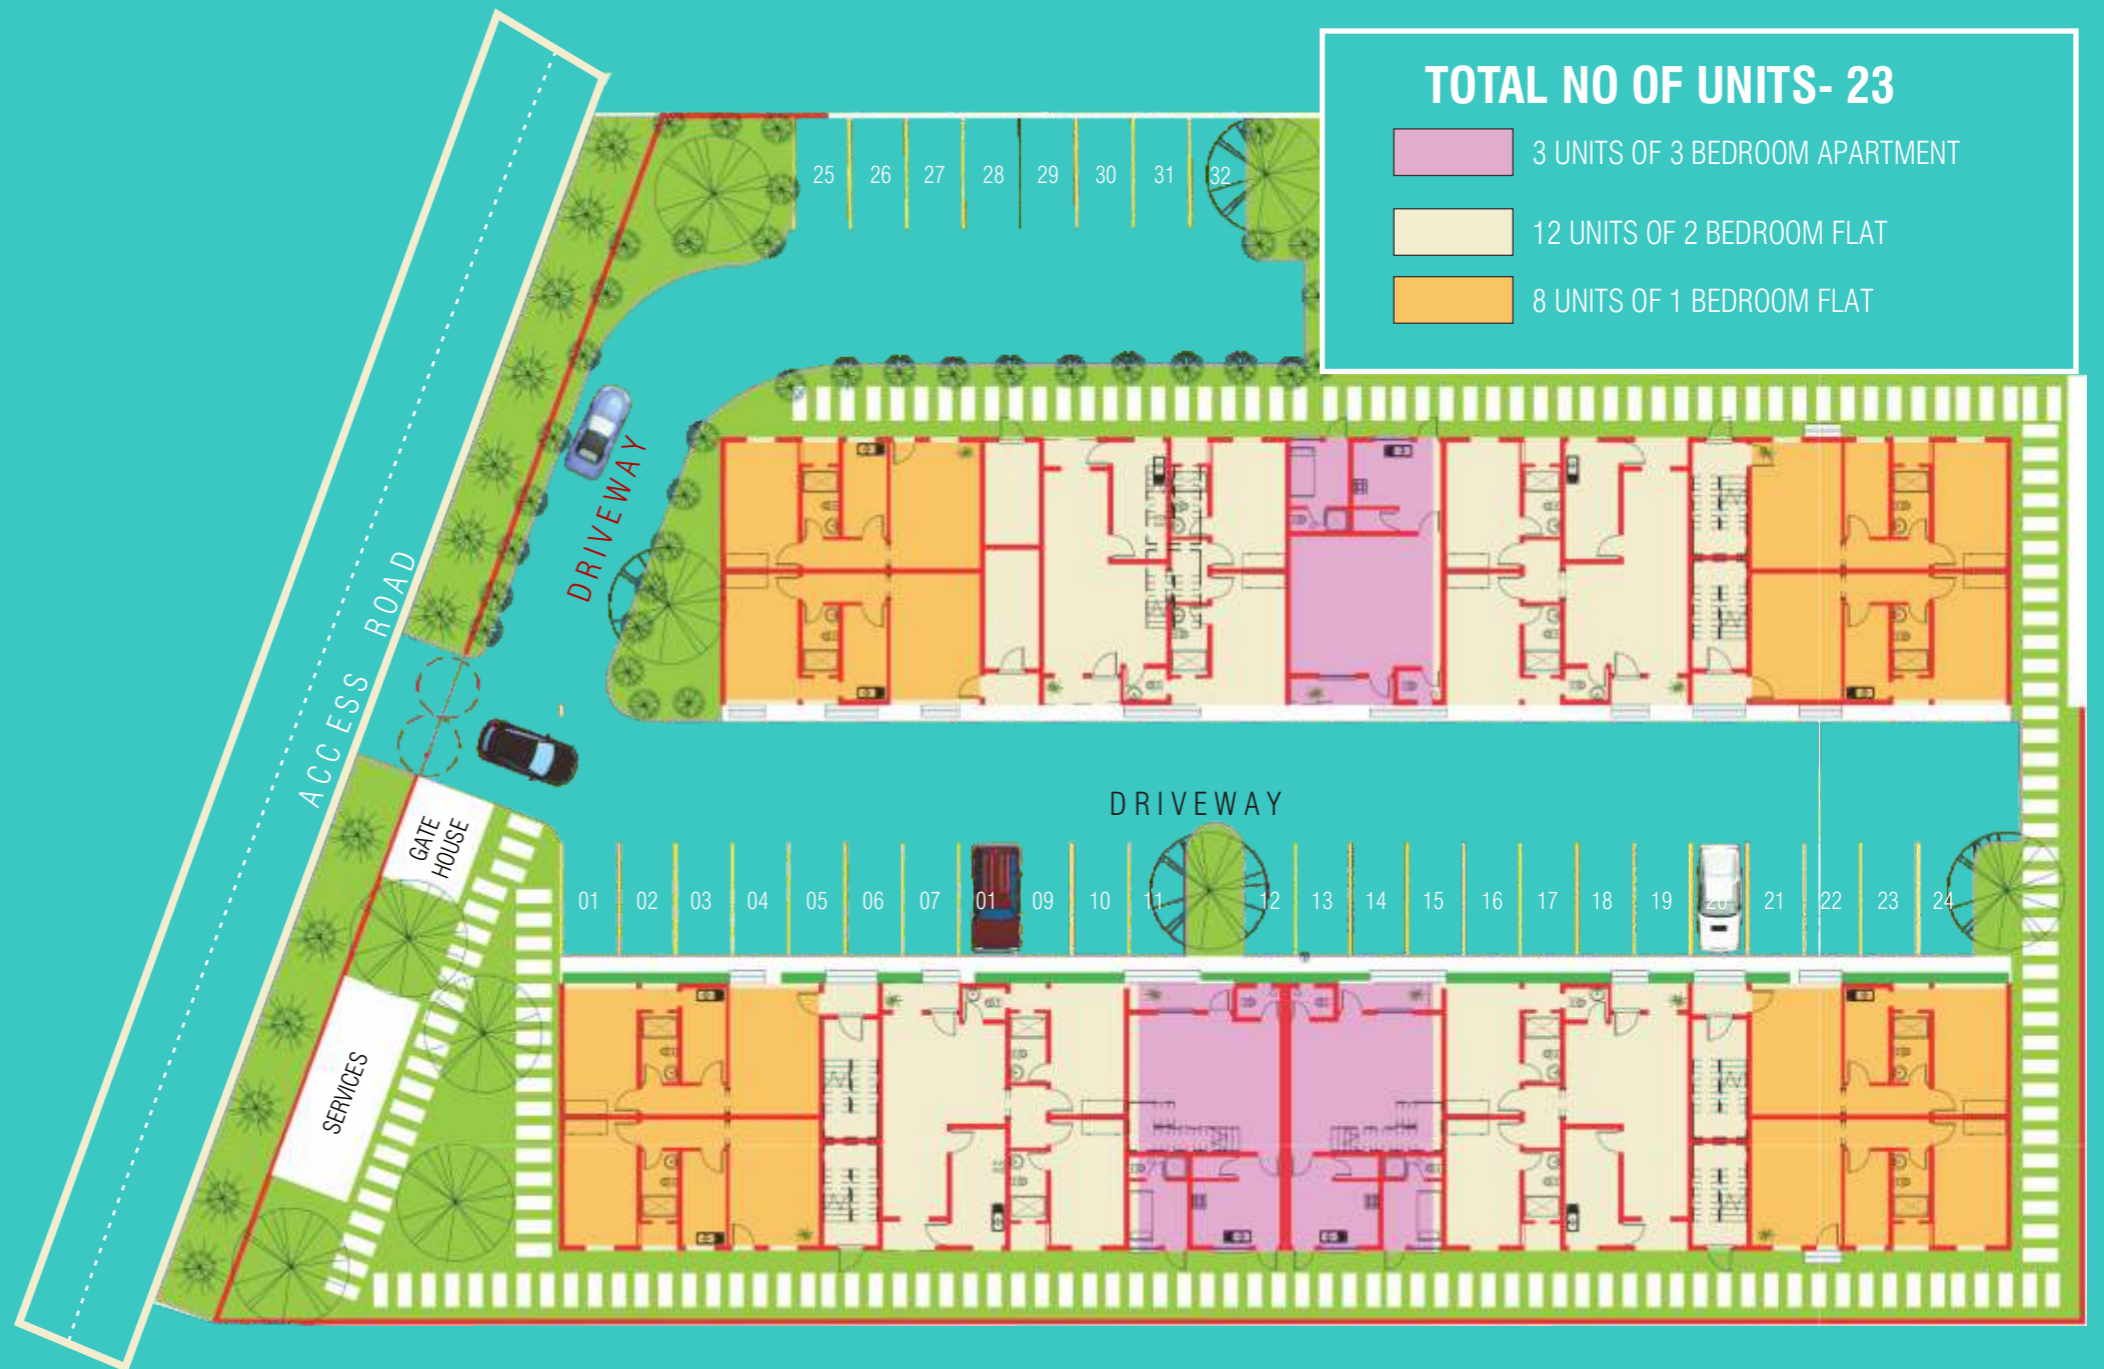 TOTAL NO OF UNITS- 23
3 UNITS OF 3 BEDROOM APARTMENT
12 UNITS OF 2 BEDROOM FLAT
8 UNITS OF 1 BEDROOM FLAT
25 26 27 28 29 30 31 32
DRIVEWAY
ACCESS ROAD
DRIVEWAY
GATE
HOUSE
01 02 03 04 05 06 07 01 09 10 11 12 13 14 15 16 17 18 19 20 21 22 23 24
SERVICES